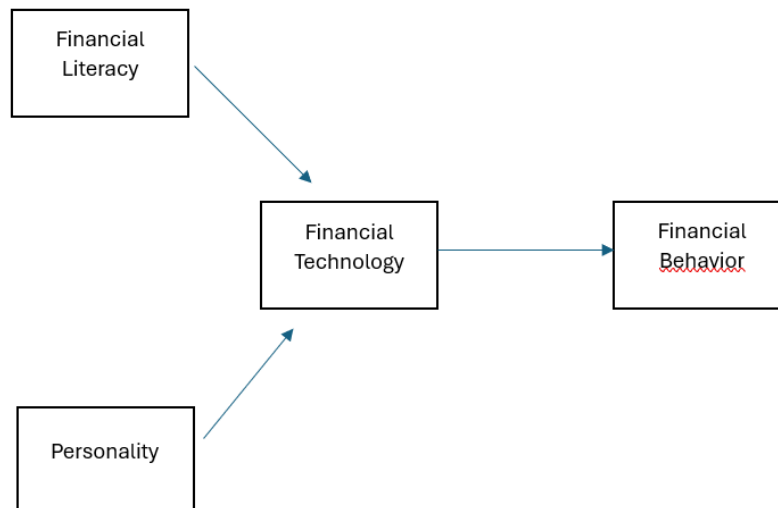 Financial
Literacy
Financial
Technology
Financial
Behavior
Personality